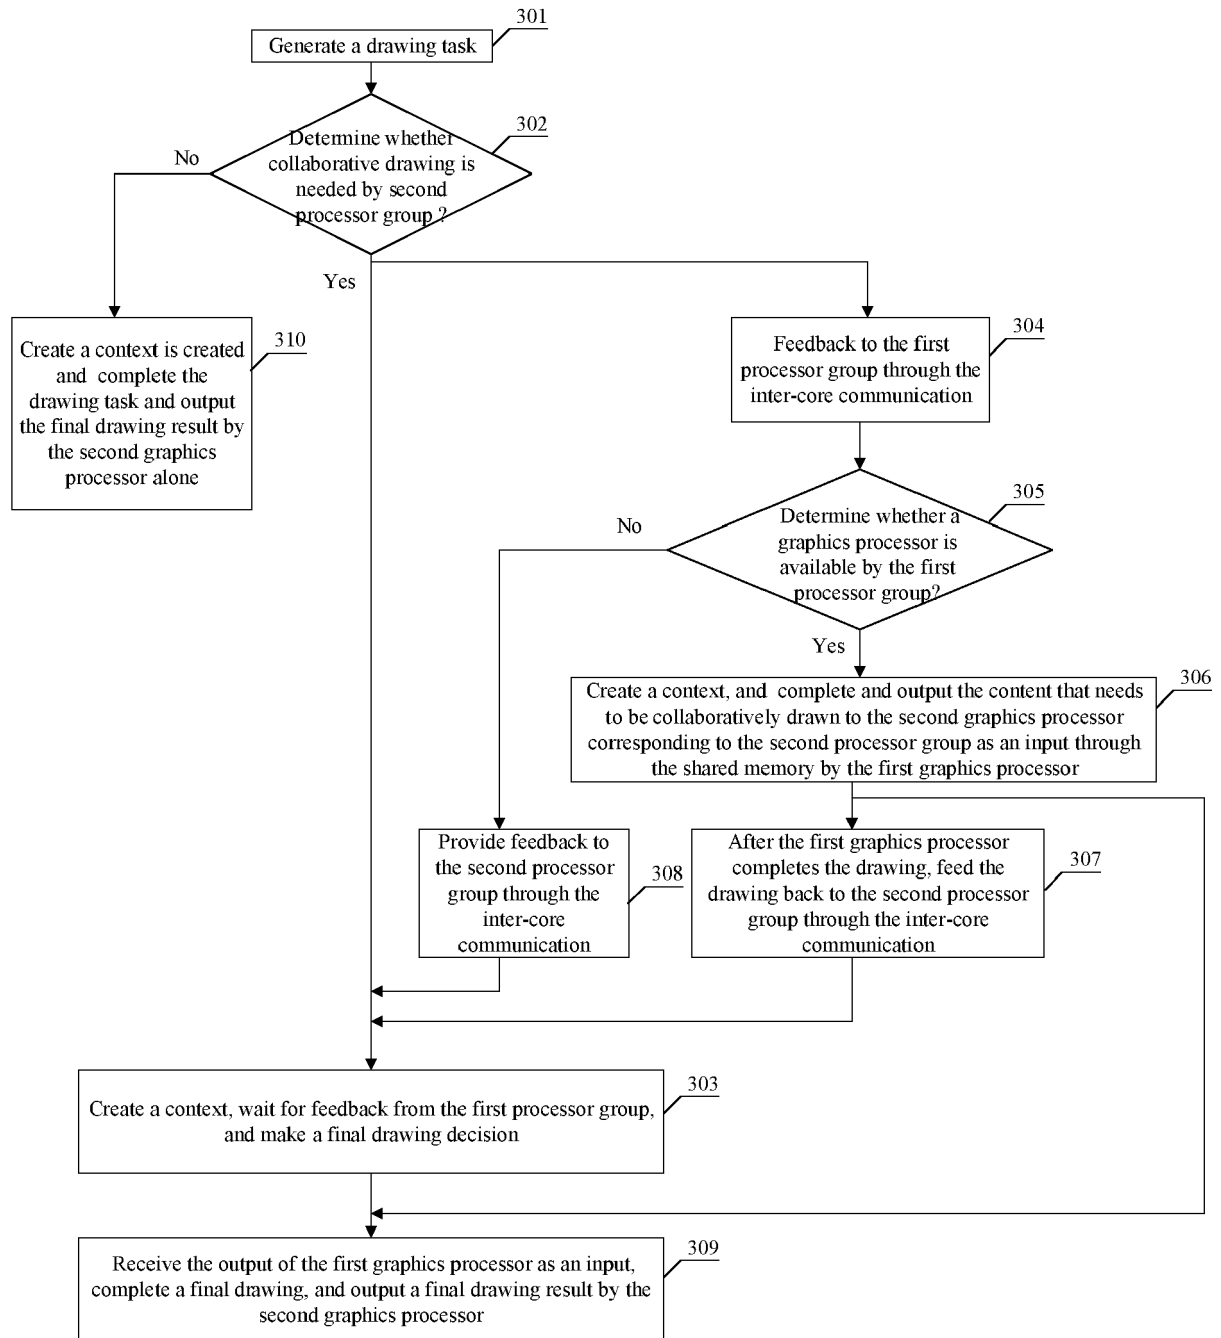 301
Generate a drawing task
302
Determine whether
collaborative drawing is
needed by second
processor group ?
No
Yes
310
Create a context is created
and complete the
drawing task and output
the final drawing result by
the second graphics
processor alone
304
Feedback to the first
processor group through the
inter-core communication
305
Determine whether a
graphics processor is
available by the first
processor group?
No
Yes
306
Create a context, and complete and output the content that needs
to be collaboratively drawn to the second graphics processor
corresponding to the second processor group as an input through
the shared memory by the first graphics processor
Provide feedback to
the second processor
group through the
inter-core
communication
308
After the first graphics processor
completes the drawing, feed the
drawing back to the second processor
group through the inter-core
communication
307
303
Create a context, wait for feedback from the first processor group,
and make a final drawing decision
309
Receive the output of the first graphics processor as an input,
complete a final drawing, and output a final drawing result by the
second graphics processor